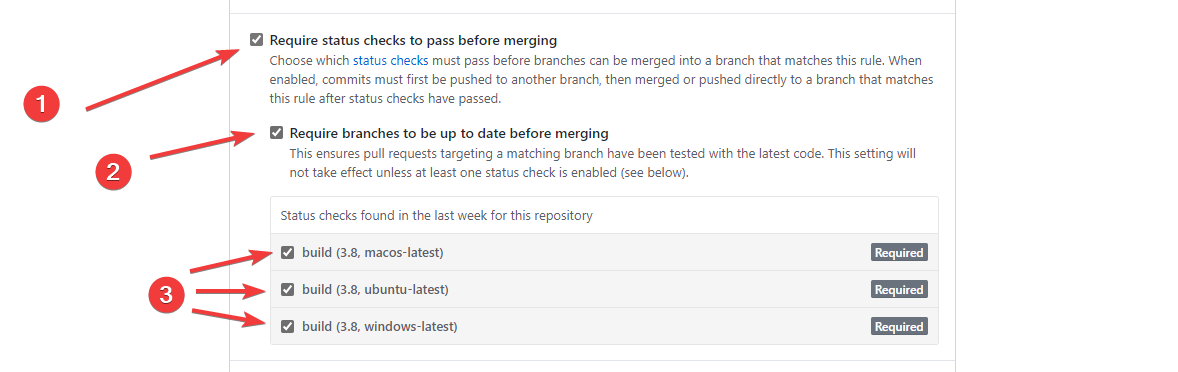 Require status checks to pass before merging
Choose which status checks must pass before branches can be merged into a branch that matches this rule. When
enabled, commits must first be pushed to another branch, then merged or pushed directly to a branch that matches
this rule after status checks have passed.
1
Require branches to be up to date before merging
This ensures pull requests targeting a matching branch have been tested with the latest code. This setting will
not take effect unless at least one status check is enabled (see below).
2
Status checks found in the last week for this repository
build (3.8, macos-latest) Required
build (3.8, ubuntu-latest) Required
3
build (3.8, windows-latest) Required